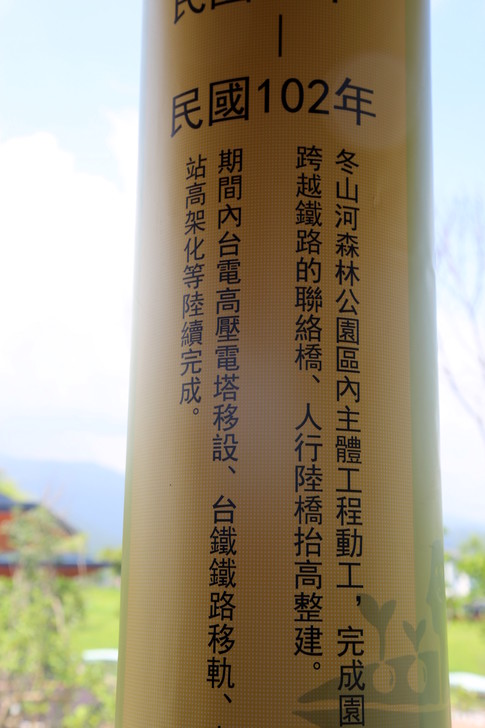 民國102年
冬山河森林公園區內主體工程動工，完成園
跨越鐵路的聯絡橋、人行陸橋抬高整建。
期間內台電高壓電塔移設、台鐵鐵路移軌、
站高架化等陸續完成。